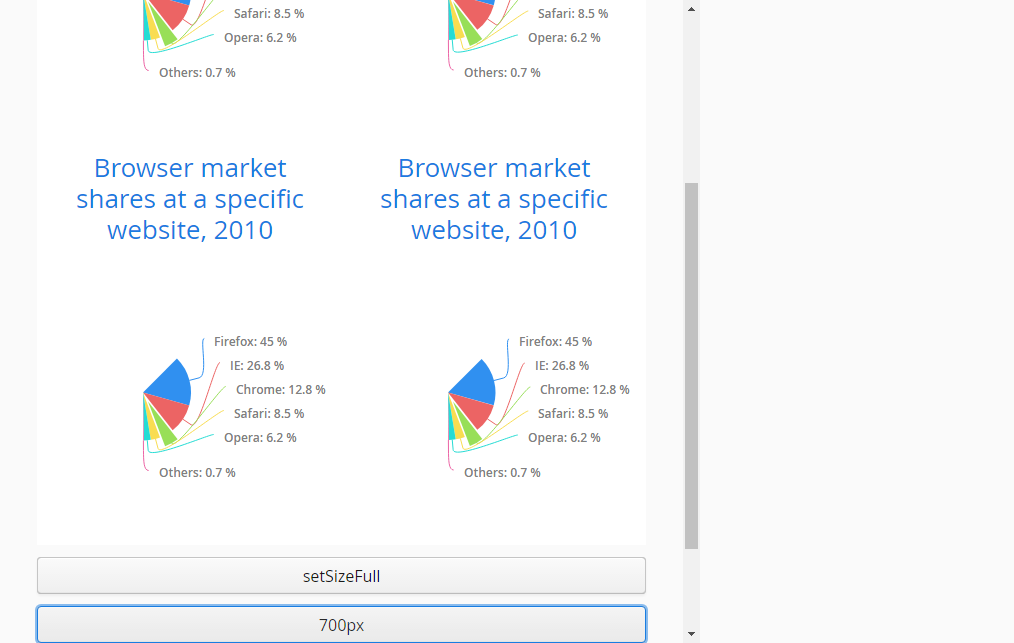 Safari: 8.5 % Safari: 8.5 %
Opera: 6.2 % Opera: 6.2 %
Others: 0.7 % Others: 0.7 %
Browser market
shares at a specific
website, 2010
Browser market
shares at a specific
website, 2010
Firefox: 45 % Firefox: 45 %
IE: 26.8 % IE: 26.8 %
Chrome: 12.8 % Chrome: 12.8 %
Safari: 8.5 % Safari: 8.5 %
Opera: 6.2 % Opera: 6.2 %
Others: 0.7 % Others: 0.7 %
setSizeFull
700px